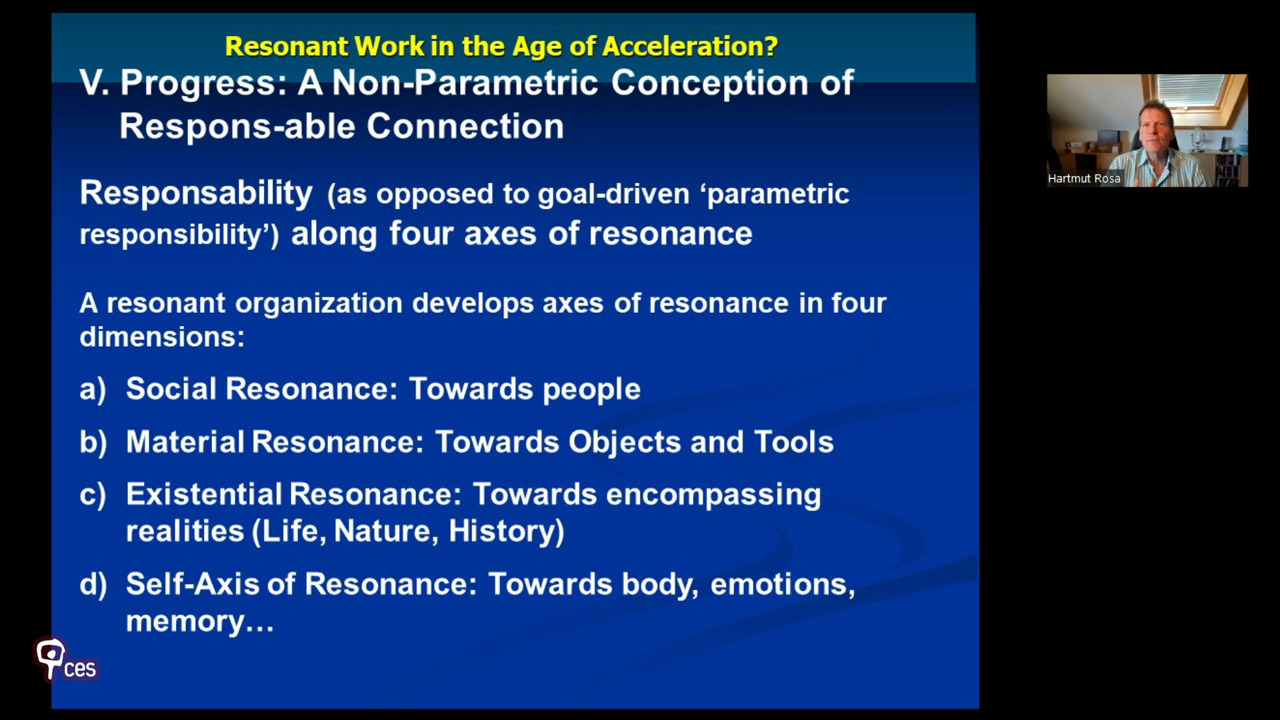 Resonant Work in the Age of Acceleration?
V. Progress: A Non-Parametric Conception of
Respons-able Connection
Responsability (as opposed to goal-driven ‘parametric
responsibility’) along four axes of resonance
A resonant organization develops axes of resonance in four
dimensions:
a) Social Resonance: Towards people
b) Material Resonance: Towards Objects and Tools
c) Existential Resonance: Towards encompassing
realities (Life, Nature, History)
d) Self-Axis of Resonance: Towards body, emotions,
memory…
Hartmut Rosa
ces